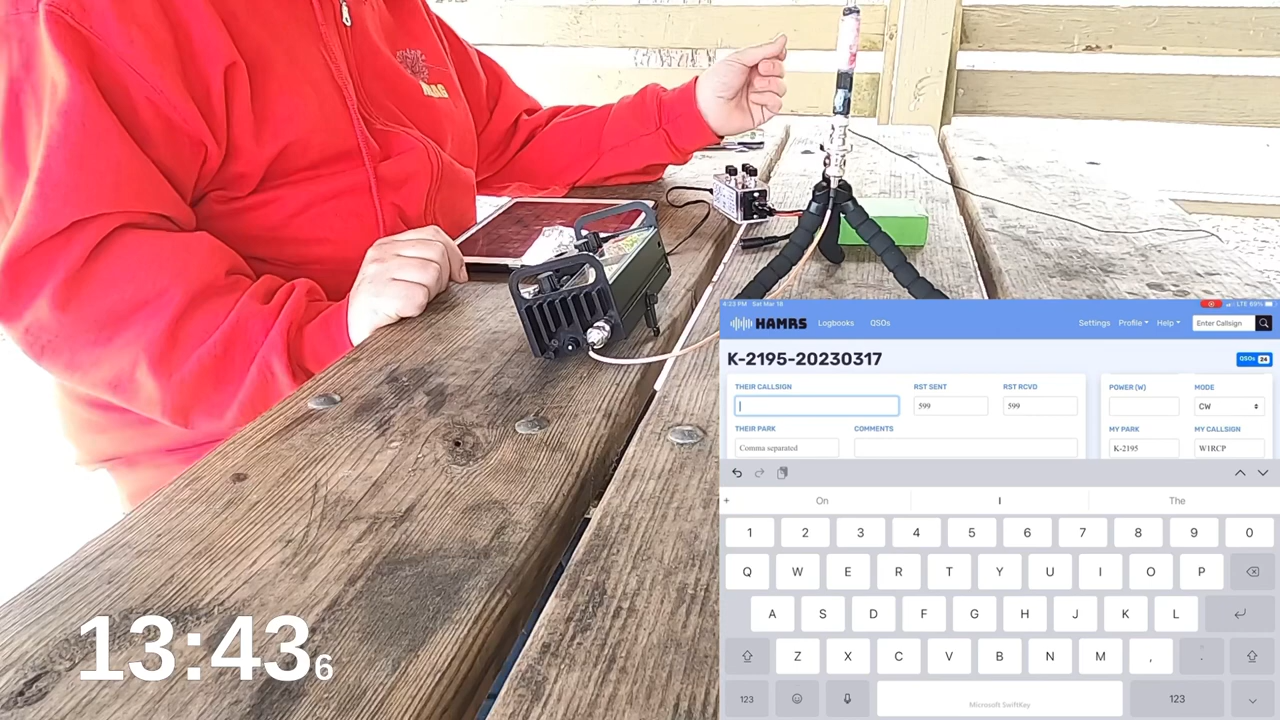 4:23 PM Sat Mar 18
LTE 69%
HAMRS Logbooks QSOs Settings Profile Help Enter Callsign
K-2195-20230317
QSOs 24
THEIR CALLSIGN RST SENT RST RCVD POWER (W) MODE
599 599 CW
THEIR PARK COMMENTS MY PARK MY CALLSIGN
Comma separated K-2195 W1RCP
+ On I The
1 2 3 4 5 6 7 8 9 0
Q W E R T Y U I O P
A S D F G H J K L
Z X C V B N M , .
123 Microsoft SwiftKey 123
13:43 6